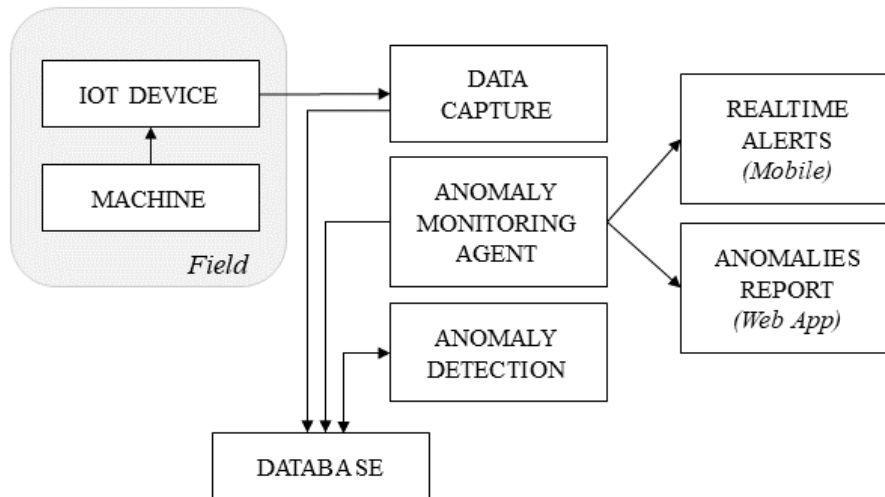 IOT DEVICE
MACHINE
Field
DATA
CAPTURE
ANOMALY
MONITORING
AGENT
ANOMALY
DETECTION
DATABASE
REALTIME
ALERTS
(Mobile)
ANOMALIES
REPORT
(Web App)